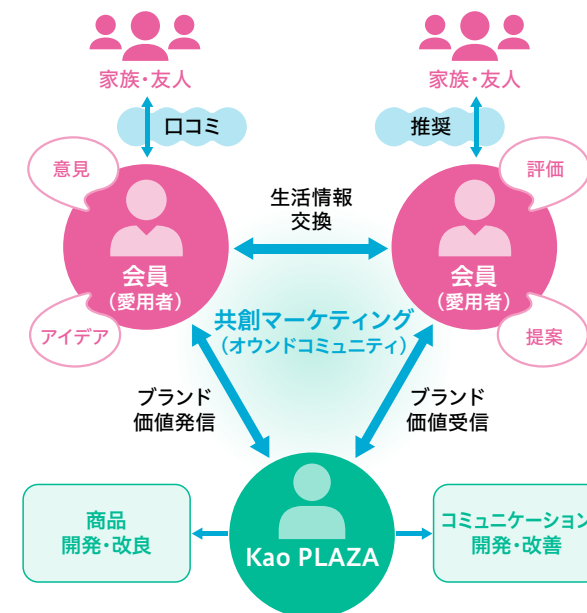 家族・友人
家族・友人
口コミ
推奨
意見
評価
生活情報
交換
会員
(愛用者)
会員
(愛用者)
アイデア
提案
共創マーケティング
(オウンドコミュニティ)
ブランド
価値発信
ブランド
価値受信
商品
開発・改良
Kao PLAZA
コミュニケーション
開発・改善